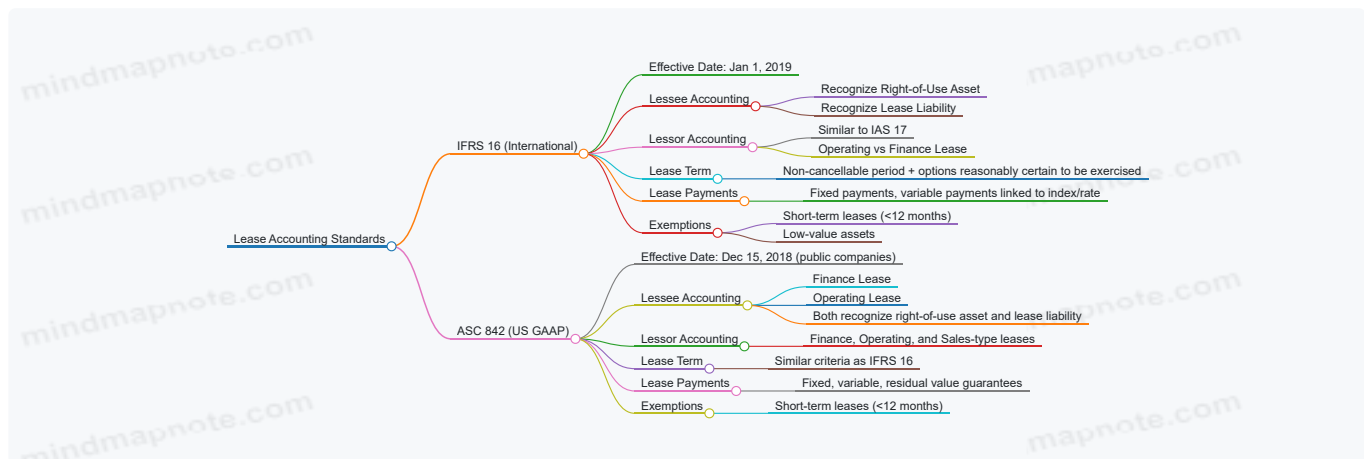 mindmapnote.com
mapnote.com
Effective Date: Jan 1, 2019
Lessee Accounting
Recognize Right-of-Use Asset
Recognize Lease Liability
IFRS 16 (International)
Lessor Accounting
Similar to IAS 17
Operating vs Finance Lease
Lease Term
Non-cancellable period + options reasonably certain to be exercised
Lease Payments
Fixed payments, variable payments linked to index/rate
Exemptions
Short-term leases (<12 months)
Low-value assets
mindmapnote.com
mapnote.com
Lease Accounting Standards
Effective Date: Dec 15, 2018 (public companies)
Lessee Accounting
Finance Lease
Operating Lease
Both recognize right-of-use asset and lease liability
ASC 842 (US GAAP)
Lessor Accounting
Finance, Operating, and Sales-type leases
Lease Term
Similar criteria as IFRS 16
Lease Payments
Fixed, variable, residual value guarantees
Exemptions
Short-term leases (<12 months)
mindmapnote.com
mapnote.com
mindmapnote.com
mapnote.com